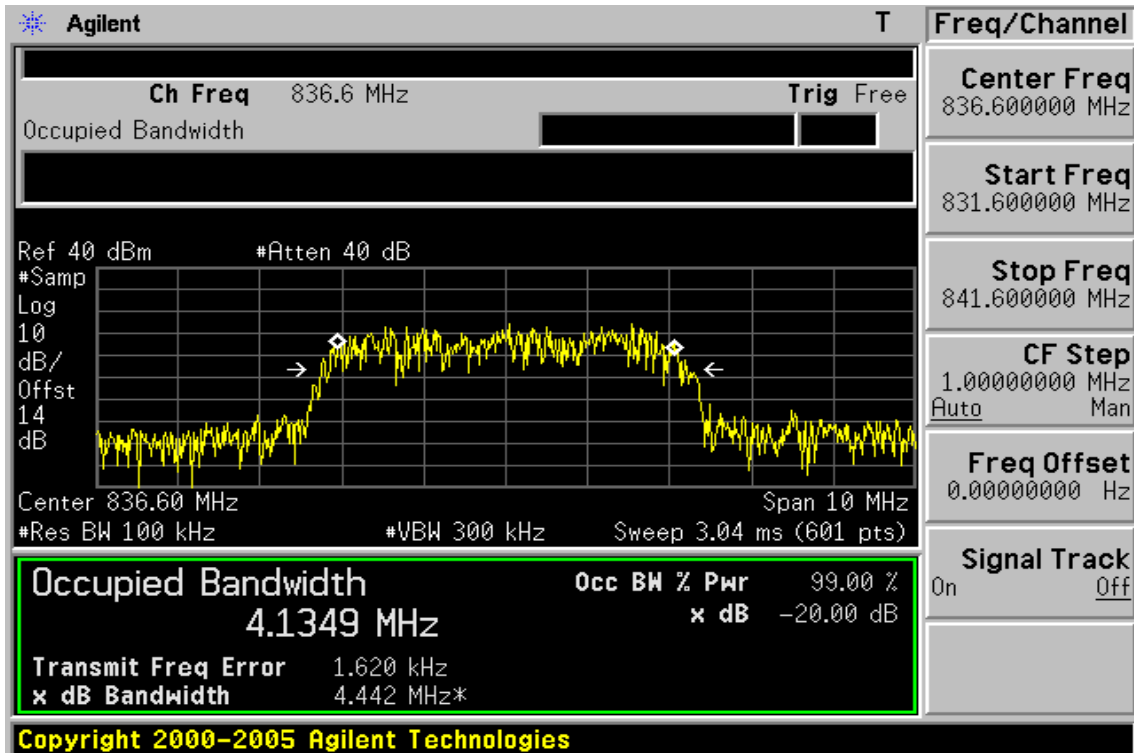 Agilent T Freq/Channel
Ch Freq 836.6 MHz Trig Free
Occupied Bandwidth
Center Freq
836.600000 MHz
Start Freq
831.600000 MHz
Stop Freq
841.600000 MHz
CF Step
1.00000000 MHz
Auto Man
Freq Offset
0.00000000 Hz
Signal Track
On Off
Ref 40 dBm #Atten 40 dB
#Samp
Log
10
dB/
Offst
14
dB
Center 836.60 MHz Span 10 MHz
#Res BW 100 kHz #VBW 300 kHz Sweep 3.04 ms (601 pts)
Occupied Bandwidth Occ BW % Pwr 99.00 %
4.1349 MHz x dB -20.00 dB
Transmit Freq Error 1.620 kHz
x dB Bandwidth 4.442 MHz*
Copyright 2000-2005 Agilent Technologies